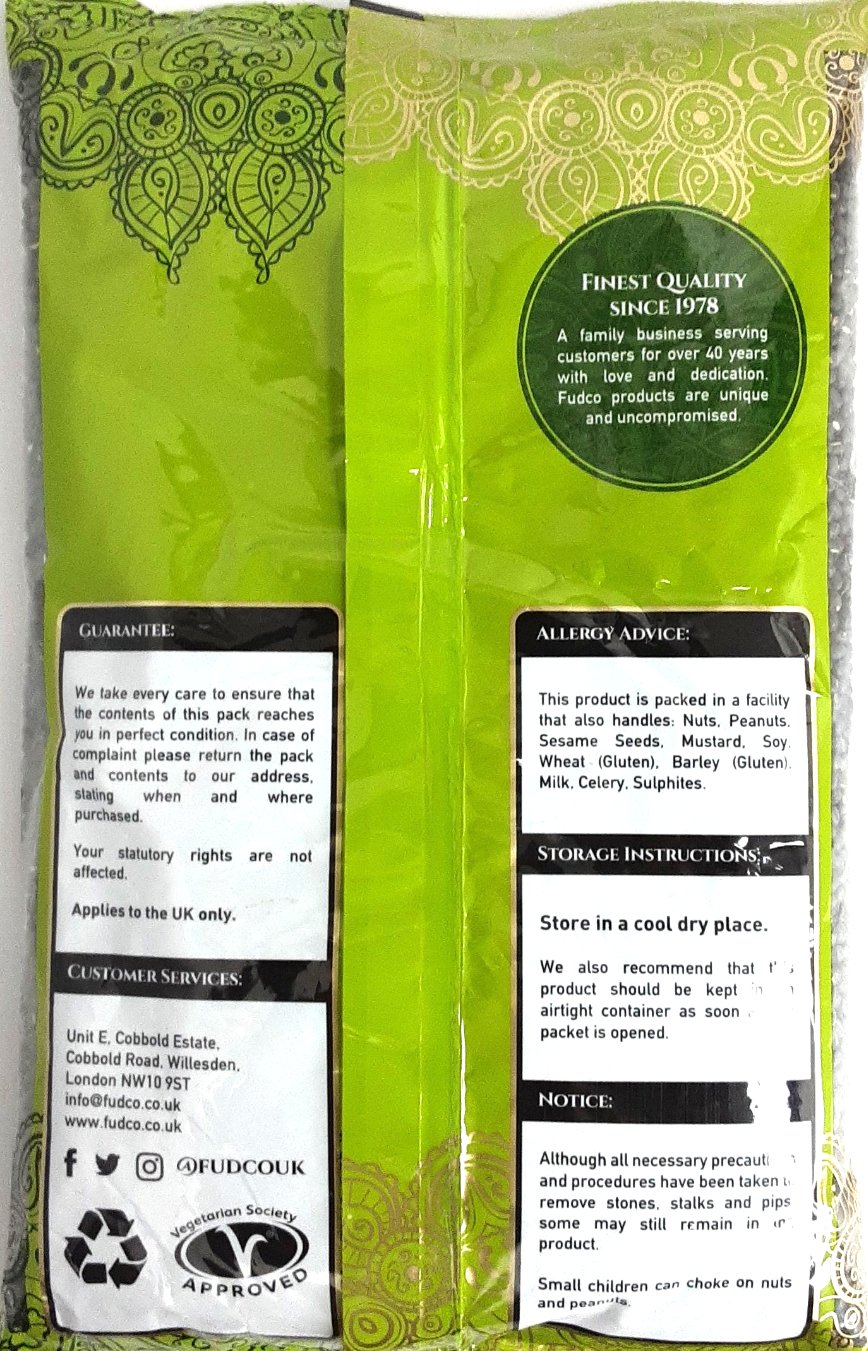 FINEST QUALITY
SINCE 1978
A family business serving
customers for over 40 years
with love and dedication.
Fudco products are unique
and uncompromised.
GUARANTEE:
We take every care to ensure that
the contents of this pack reaches
you in perfect condition. In case of
complaint please return the pack
and contents to our address,
stating when and where
purchased.
Your statutory rights are not
affected.
Applies to the UK only.
CUSTOMER SERVICES:
Unit E, Cobbold Estate,
Cobbold Road, Willesden,
London NW10 9ST
info@fudco.co.uk
www.fudco.co.uk
@FUDCOUK
Vegetarian Society
APPROVED
ALLERGY ADVICE:
This product is packed in a facility
that also handles: Nuts, Peanuts,
Sesame Seeds, Mustard, Soy,
Wheat (Gluten), Barley (Gluten),
Milk, Celery, Sulphites.
STORAGE INSTRUCTIONS:
Store in a cool dry place.
We also recommend that
product should be kept
airtight container as soon
packet is opened.
NOTICE:
Although all necessary
and procedures have been taken
remove stones, stalks and pips
some may still remain in
product.
Small children can choke on nuts
and peanuts.